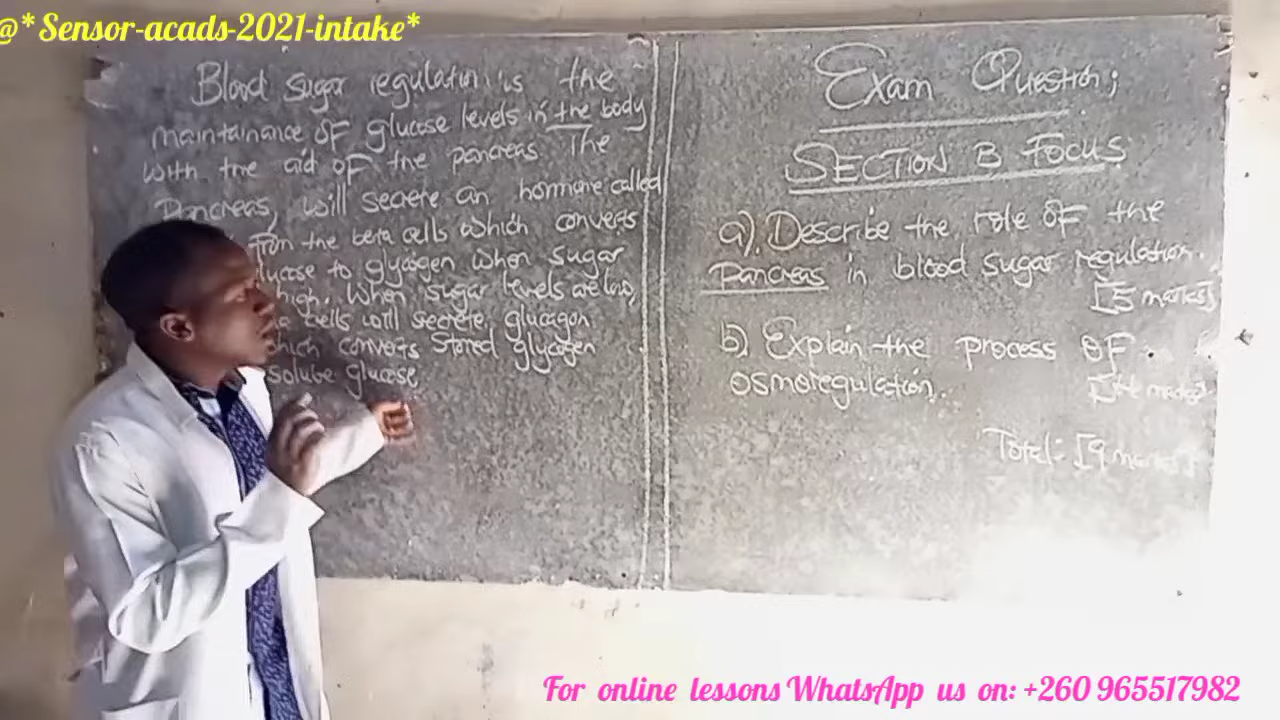 @*Sensor-acads-2021-intake*
Blood sugar regulation is the
maintainance of glucose levels in the body
with the aid of the pancreas The
Pancreas, will secrete an hormone called
from the beta cells which converts
to glycogen when sugar
high. When sugar levels are low,
cells will secrete glucagon
which converts stored glycogen
glucose
Exam Question;
SECTION B FOCUS
a). Describe the role of the
Pancreas in blood sugar regulation.
[5 marks]
b). Explain the process of
osmoregulation.
Total: [9 marks]
For online lessons WhatsApp us on: +260 965517982